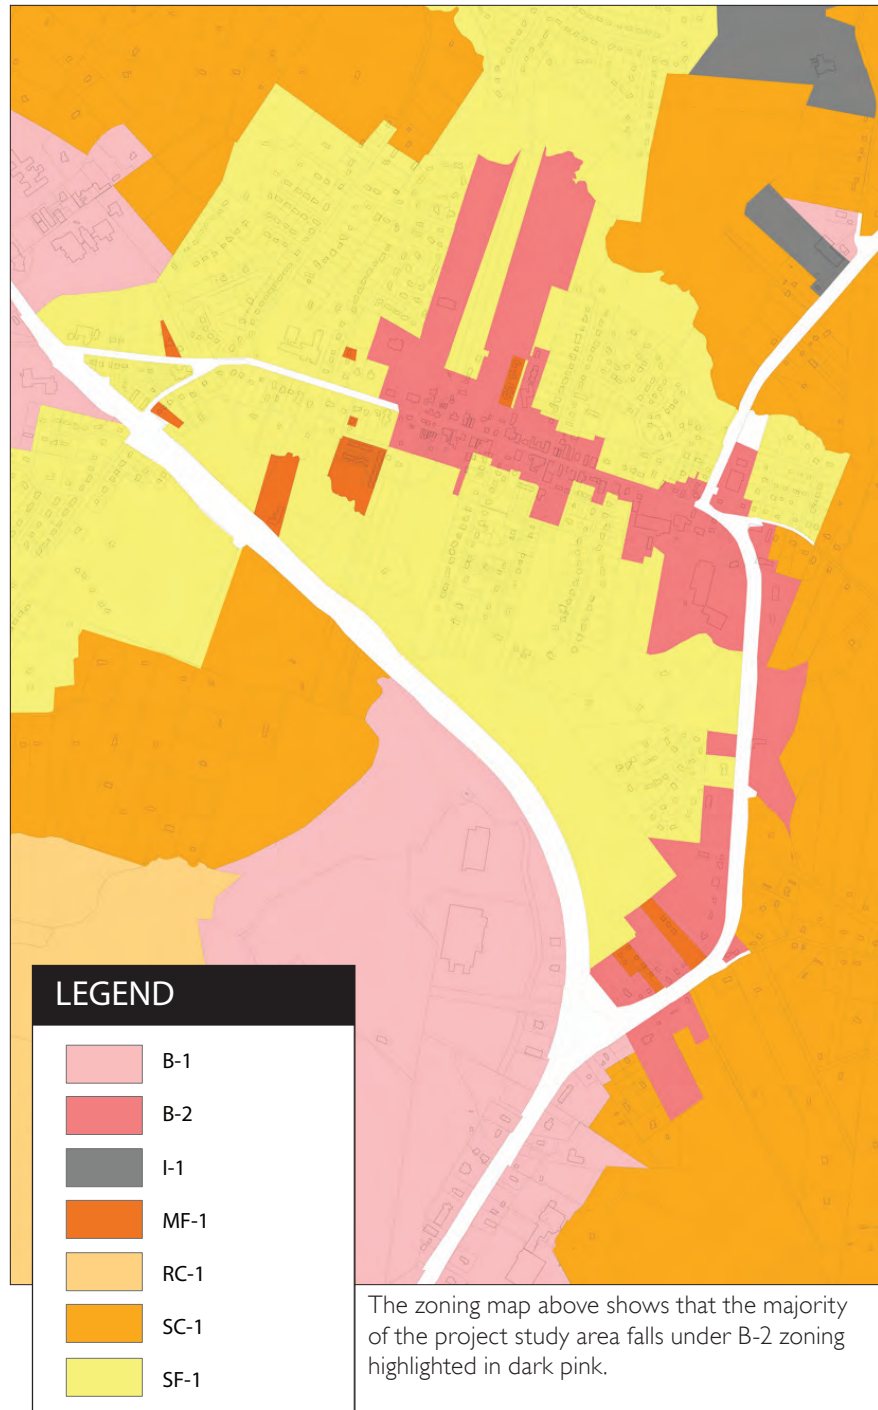 LEGEND
B-1
B-2
I-1
MF-1
RC-1
SC-1
SF-1
The zoning map above shows that the majority
of the project study area falls under B-2 zoning
highlighted in dark pink.